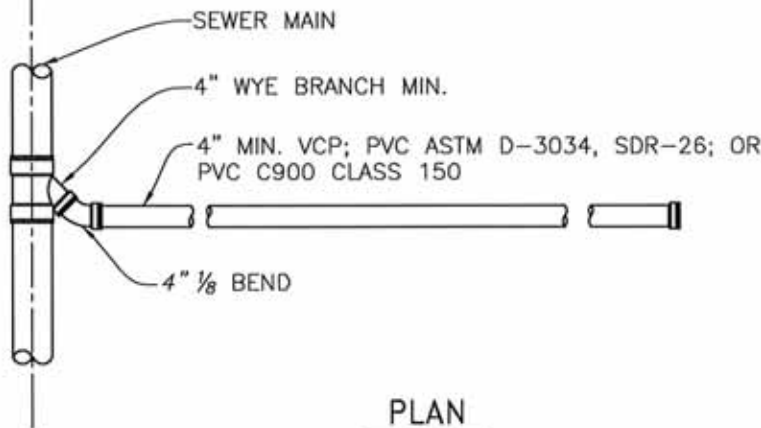 SEWER MAIN
4" WYE BRANCH MIN.
4" MIN. VCP; PVC ASTM D-3034, SDR-26; OR
PVC C900 CLASS 150
4" ⅛ BEND
PLAN